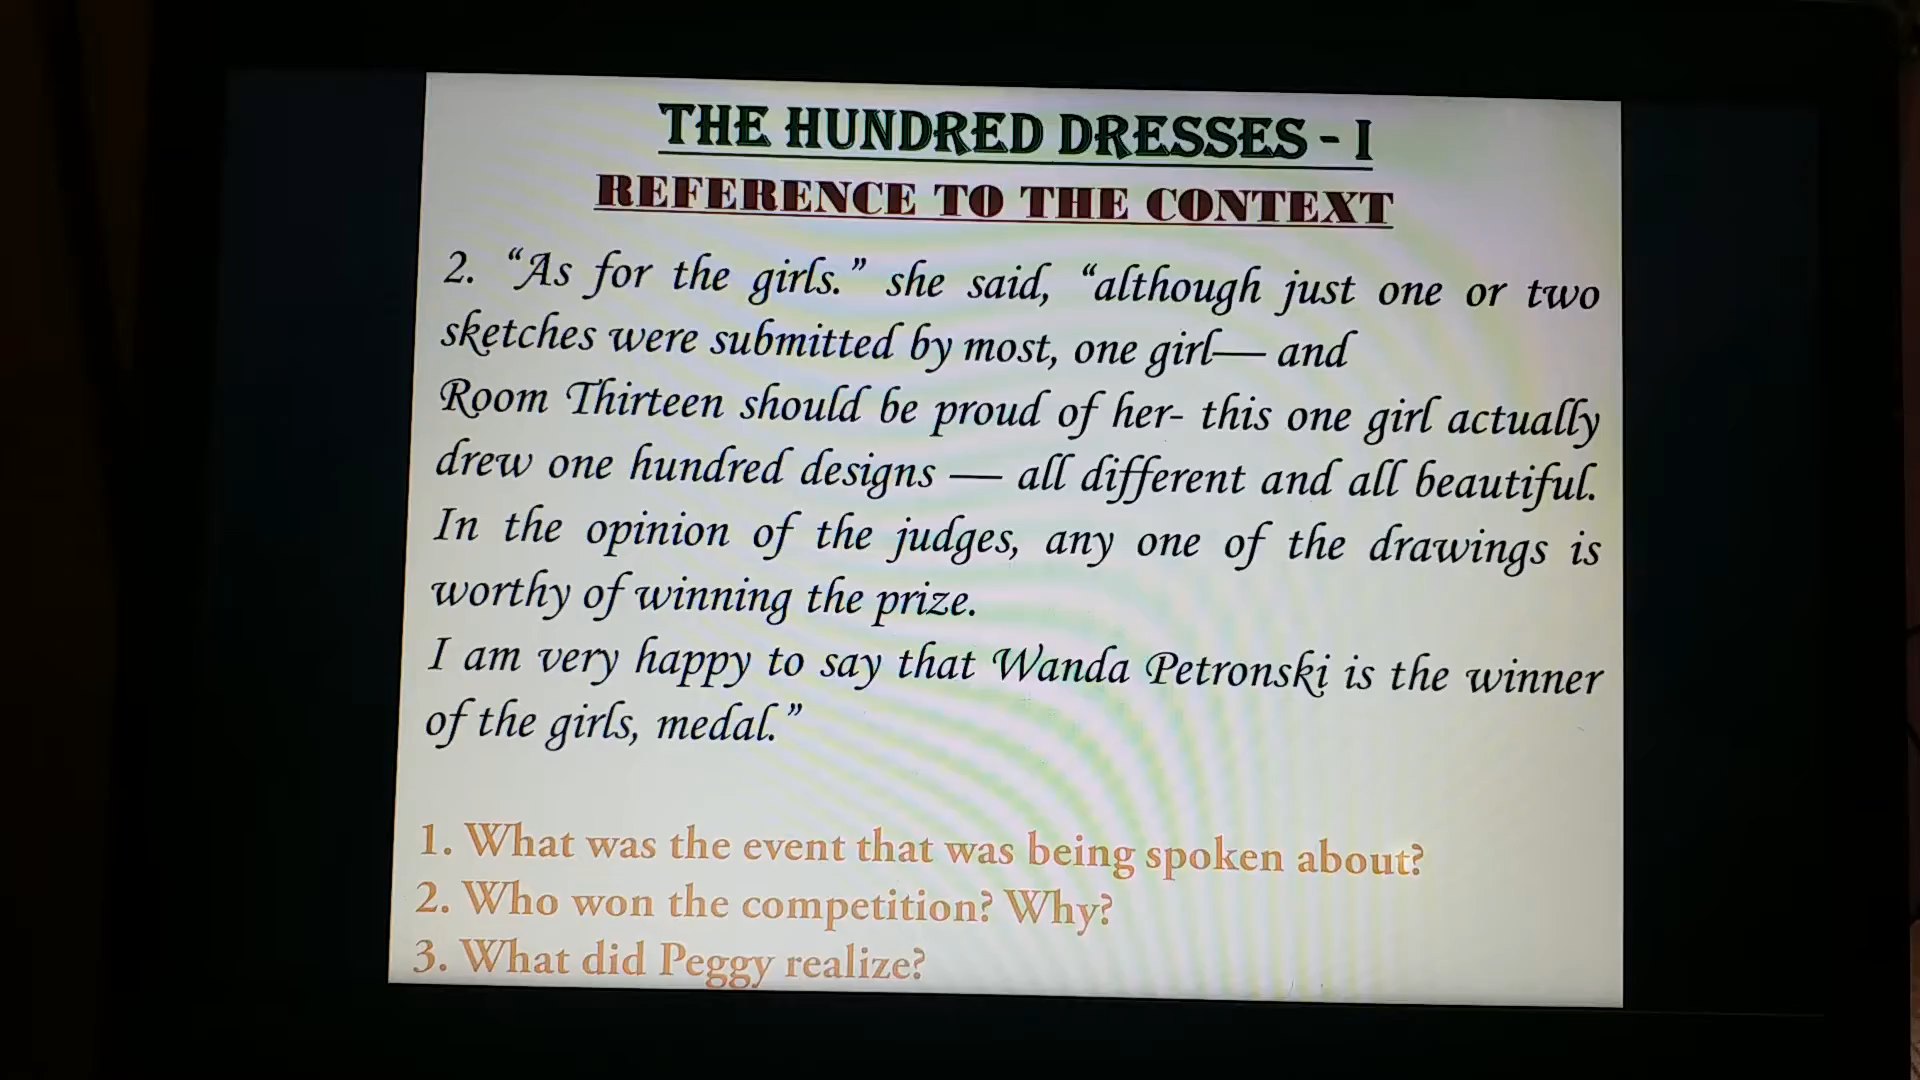 THE HUNDRED DRESSES - I
REFERENCE TO THE CONTEXT
2. “As for the girls.” she said, “although just one or two
sketches were submitted by most, one girl— and
Room Thirteen should be proud of her- this one girl actually
drew one hundred designs — all different and all beautiful.
In the opinion of the judges, any one of the drawings is
worthy of winning the prize.
I am very happy to say that Wanda Petronski is the winner
of the girls, medal.”
1. What was the event that was being spoken about?
2. Who won the competition? Why?
3. What did Peggy realize?